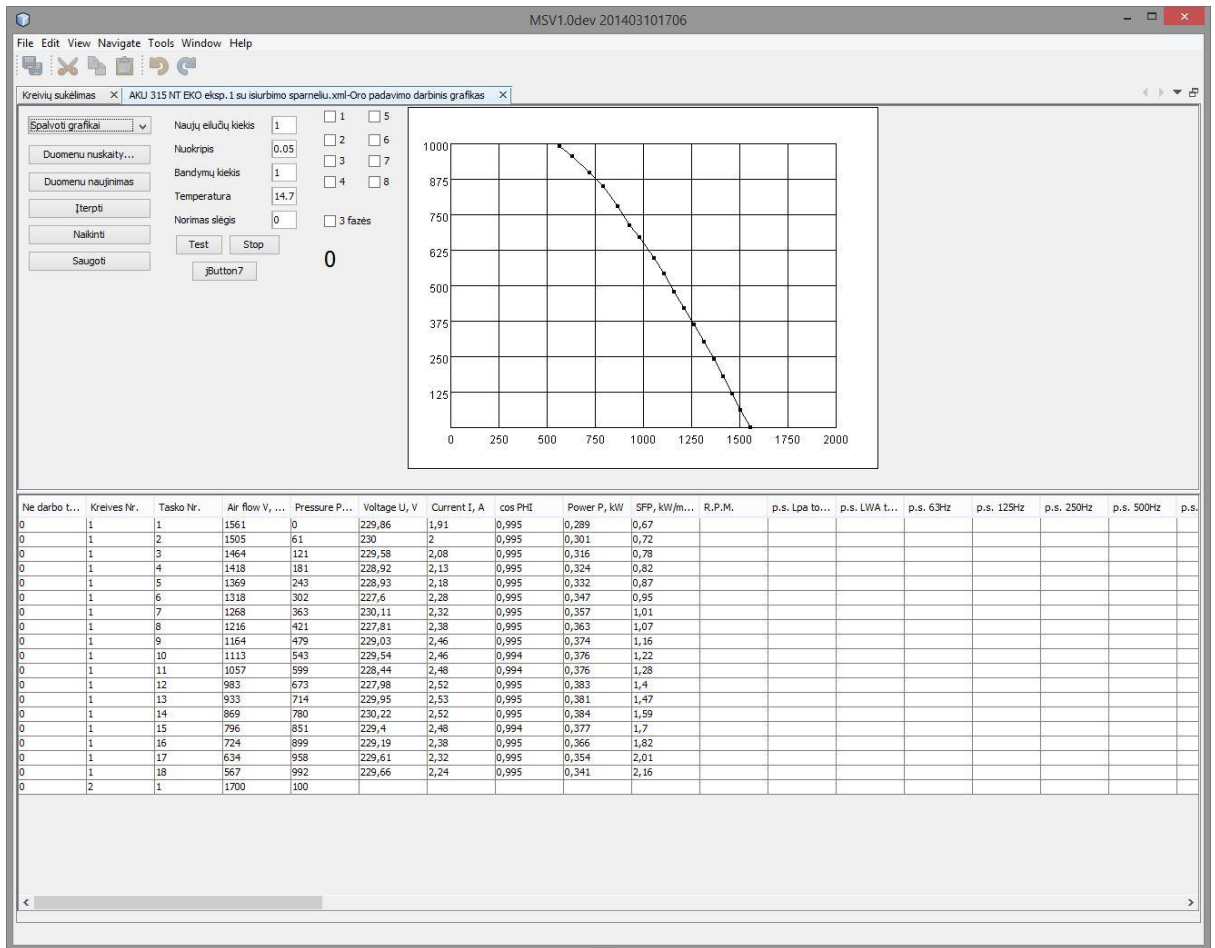 MSV1.0dev 201403101706
File Edit View Navigate Tools Window Help
Kreivių sukėlimas AKU 315 NT EKO eksp.1 su isiurbimo sparneliu.xml-Oro padavimo darbinis grafikas
Spalvoti grafikai
Duomenu nuskaity...
Duomenu naujinimas
Įterpti
Naikinti
Saugoti
Naujų eilučių kiekis 1
Nuokripis 0.05
Bandymų kiekis 1
Temperatura 14.7
Norimas slėgis 0
Test Stop
jButton7
1 5
2 6
3 7
4 8
3 fazės
0
1000
875
750
625
500
375
250
125
0 250 500 750 1000 1250 1500 1750 2000
Ne darbo t... Kreives Nr. Tasko Nr. Air flow V, ... Pressure P... Voltage U, V Current I, A cos PHI Power P, kW SFP, kW/m... R.P.M. p.s. Lpa to... p.s. LWA t... p.s. 63Hz p.s. 125Hz p.s. 250Hz p.s. 500Hz p.s.
0 1 1 1561 0 229,86 1,91 0,995 0,289 0,67
0 1 2 1505 61 230 2 0,995 0,301 0,72
0 1 3 1464 121 229,58 2,08 0,995 0,316 0,78
0 1 4 1418 181 228,92 2,13 0,995 0,324 0,82
0 1 5 1369 243 228,93 2,18 0,995 0,332 0,87
0 1 6 1318 302 227,6 2,28 0,995 0,347 0,95
0 1 7 1268 363 230,11 2,32 0,995 0,357 1,01
0 1 8 1216 421 227,81 2,38 0,995 0,363 1,07
0 1 9 1164 479 229,03 2,46 0,995 0,374 1,16
0 1 10 1113 543 229,54 2,46 0,994 0,376 1,22
0 1 11 1057 599 228,44 2,48 0,994 0,376 1,28
0 1 12 983 673 227,98 2,52 0,995 0,383 1,4
0 1 13 933 714 229,95 2,53 0,995 0,381 1,47
0 1 14 869 780 230,22 2,52 0,995 0,384 1,59
0 1 15 796 851 229,4 2,48 0,994 0,377 1,7
0 1 16 724 899 229,19 2,38 0,995 0,366 1,82
0 1 17 634 958 229,61 2,32 0,995 0,354 2,01
0 1 18 567 992 229,66 2,24 0,995 0,341 2,16
0 2 1 1700 100